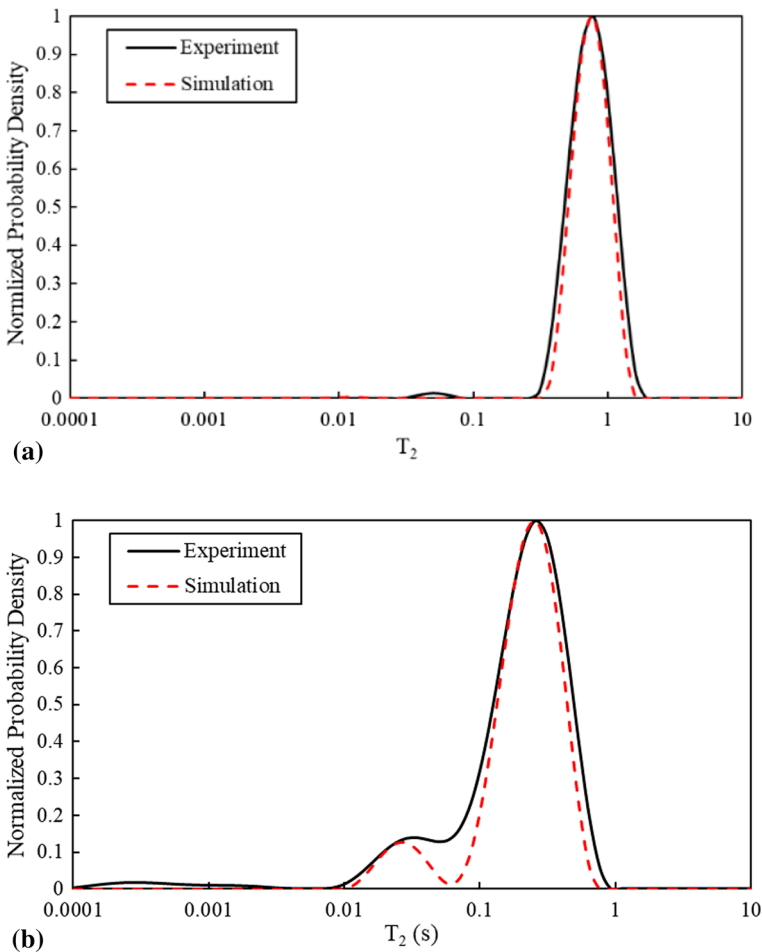 Normlized Probability Density
1
0.9
0.8
0.7
0.6
0.5
0.4
0.3
0.2
0.1
0
Experiment
Simulation
0.0001 0.001 0.01 0.1 1 10
T2
(a)
Normalized Probability Density
1
0.9
0.8
0.7
0.6
0.5
0.4
0.3
0.2
0.1
0
Experiment
Simulation
0.0001 0.001 0.01 0.1 1 10
T2 (s)
(b)